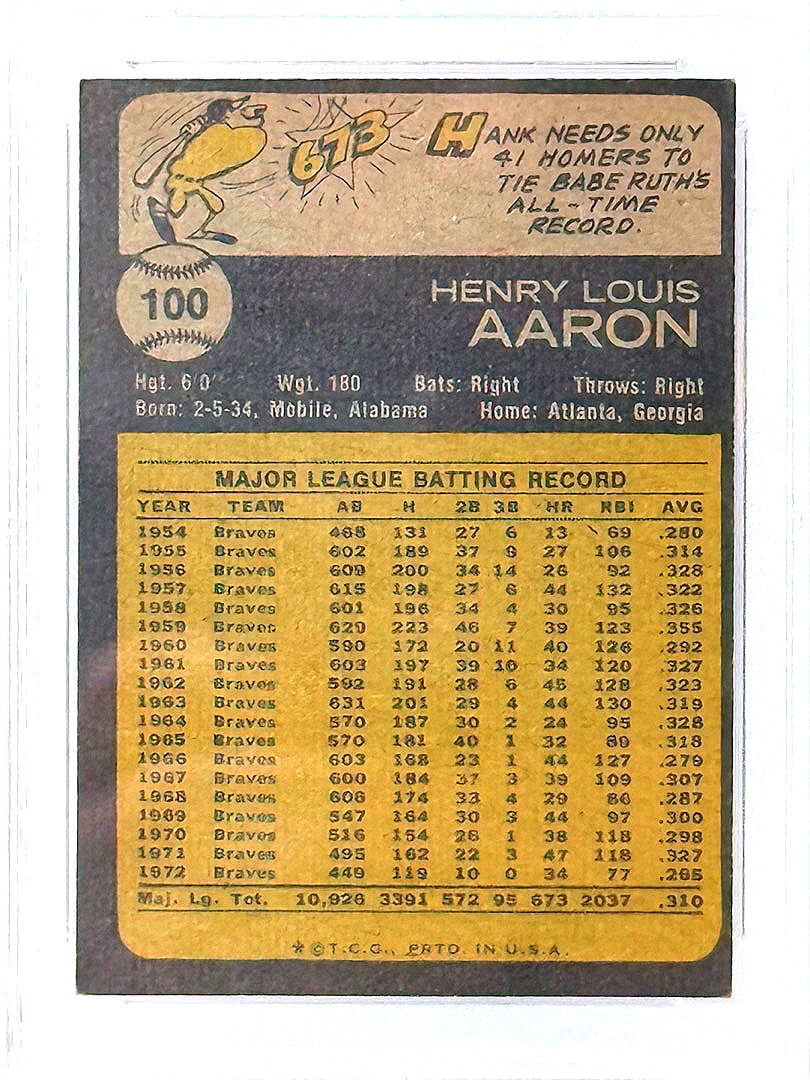 673
HANK NEEDS ONLY
41 HOMERS TO
TIE BABE RUTH'S
ALL-TIME
RECORD.
100
HENRY LOUIS
AARON
Hgt. 6'0" Wgt. 180 Bats: Right Throws: Right
Born: 2-5-34, Mobile, Alabama Home: Atlanta, Georgia
MAJOR LEAGUE BATTING RECORD
YEAR TEAM AB H 2B 3B HR RBI AVG
1954 Braves 468 131 27 6 13 69 .280
1955 Braves 602 189 37 9 27 106 .314
1956 Braves 609 200 34 14 26 92 .328
1957 Braves 615 198 27 6 44 132 .322
1958 Braves 601 196 34 4 30 95 .326
1959 Braves 629 223 46 7 39 123 .355
1960 Braves 590 172 20 11 40 126 .292
1961 Braves 603 197 39 10 34 120 .327
1962 Braves 592 191 28 6 45 128 .323
1963 Braves 631 201 29 4 44 130 .319
1964 Braves 570 187 30 2 24 95 .328
1965 Braves 570 181 40 1 32 89 .318
1966 Braves 603 168 23 1 44 127 .279
1967 Braves 600 184 37 3 39 109 .307
1968 Braves 606 174 33 4 29 86 .287
1969 Braves 547 164 30 3 44 97 .300
1970 Braves 516 154 26 1 38 118 .298
1971 Braves 495 162 22 3 47 118 .327
1972 Braves 449 119 10 0 34 77 .265
Maj. Lg. Tot. 10,926 3391 572 95 673 2037 .310
*©T.C.G., PRTD. IN U.S.A.